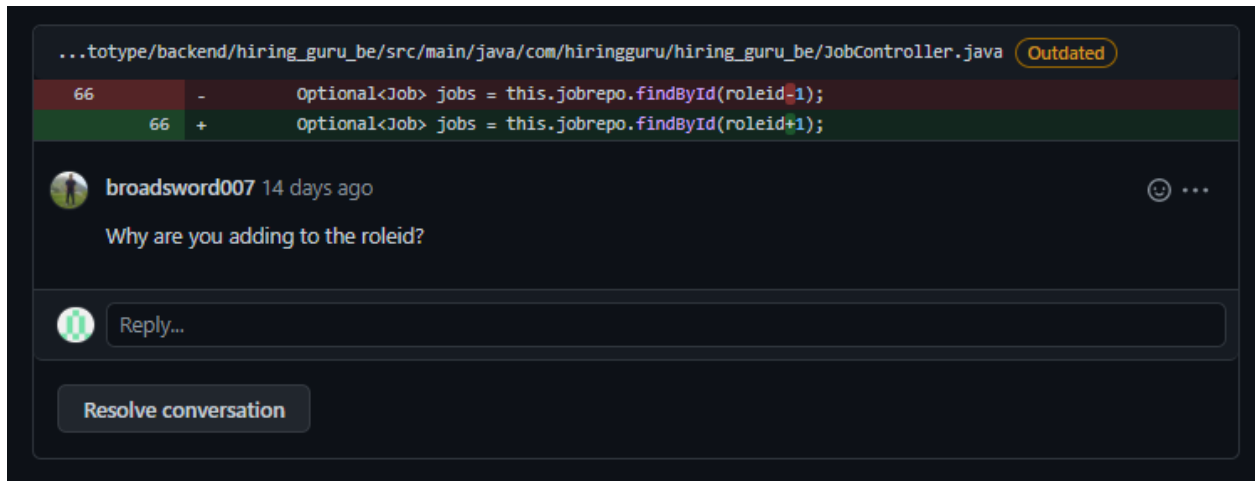 ...totype/backend/hiring_guru_be/src/main/java/com/hiringguru/hiring_guru_be/JobController.java Outdated
66 - Optional<Job> jobs = this.jobrepo.findById(roleid-1);
66 + Optional<Job> jobs = this.jobrepo.findById(roleid+1);
broadsword007 14 days ago
Why are you adding to the roleid?
Reply...
Resolve conversation